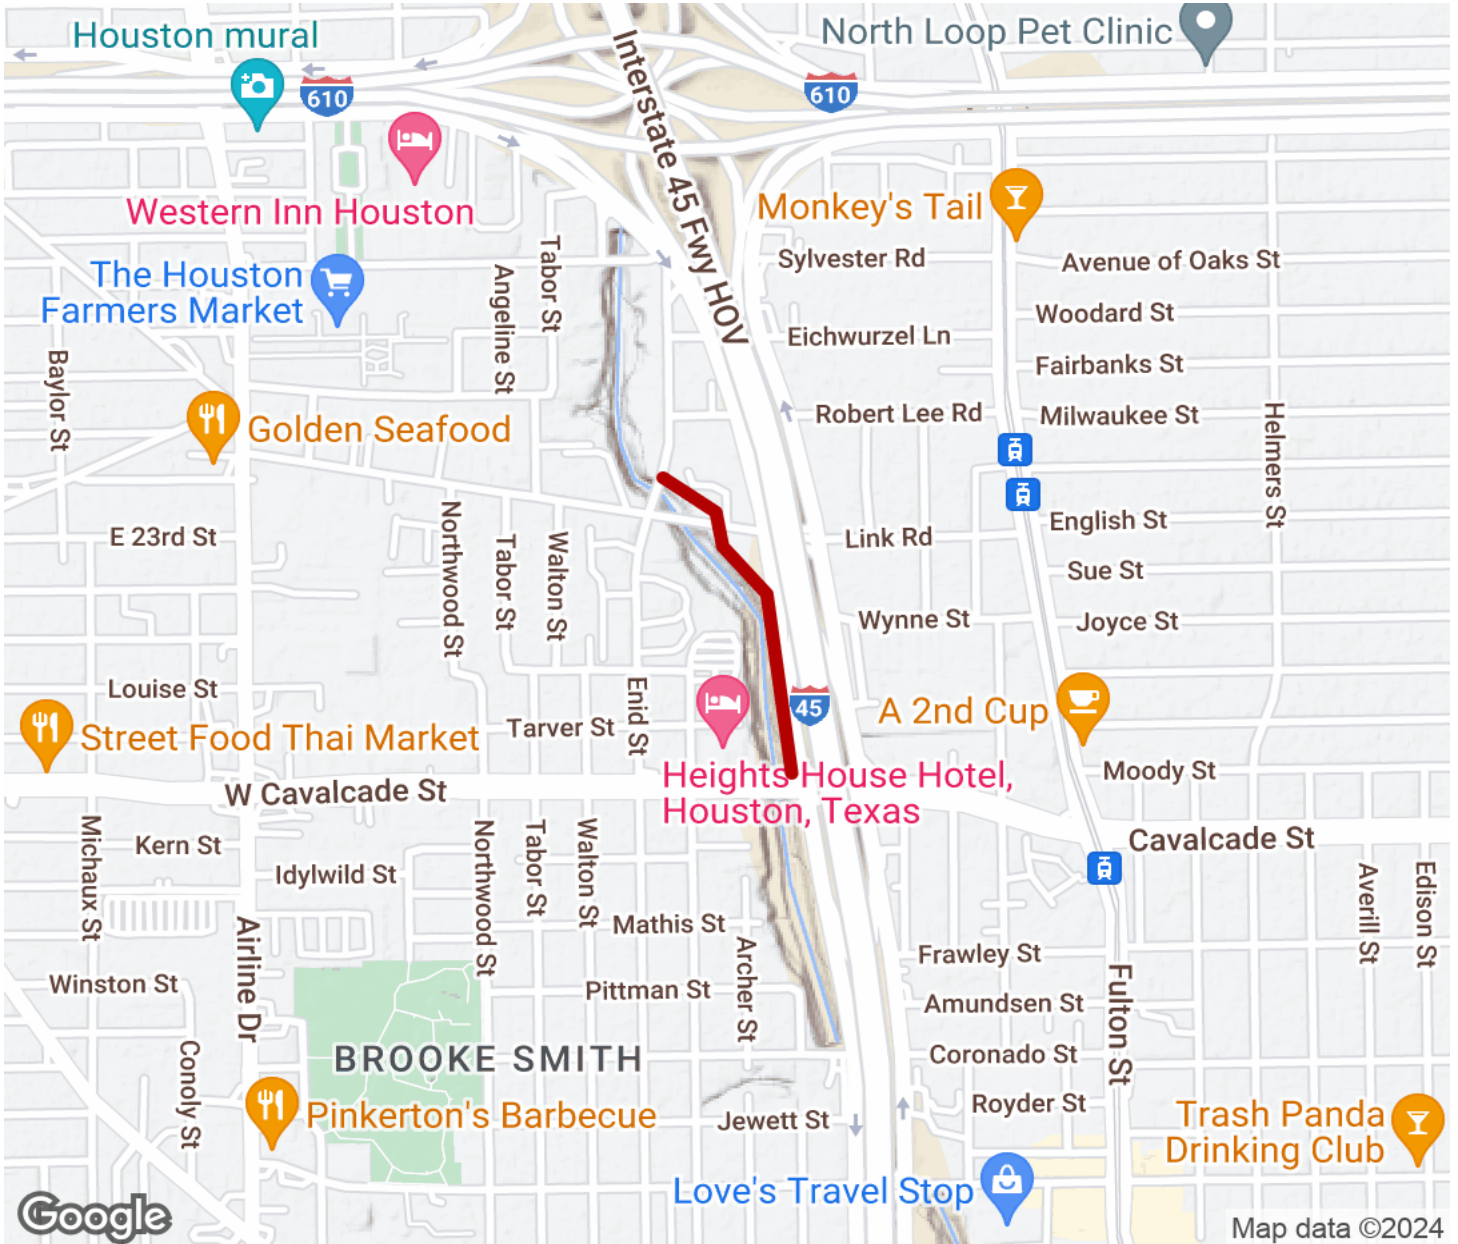 Houston mural
North Loop Pet Clinic
610
610
Interstate 45 Fwy HOV
Western Inn Houston
Monkey's Tail
Sylvester Rd
Avenue of Oaks St
The Houston
Farmers Market
Angeline St
Tabor St
Woodard St
Eichwurzel Ln
Fairbanks St
Baylor St
Robert Lee Rd
Milwaukee St
Helmers St
Golden Seafood
E 23rd St
Northwood St
Tabor St
Walton St
Link Rd
English St
Sue St
Wynne St
Joyce St
Louise St
Enid St
45
A 2nd Cup
Street Food Thai Market
Tarver St
Heights House Hotel,
Houston, Texas
Moody St
W Cavalcade St
Cavalcade St
Michaux St
Kern St
Idylwild St
Northwood St
Tabor St
Walton St
Mathis St
Archer St
Averill St
Edison St
Airline Dr
Frawley St
Winston St
Pittman St
Amundsen St
Fulton St
Conoly St
BROOKE SMITH
Coronado St
Royder St
Pinkerton's Barbecue
Jewett St
Trash Panda
Drinking Club
Love's Travel Stop
Google
Map data ©2024